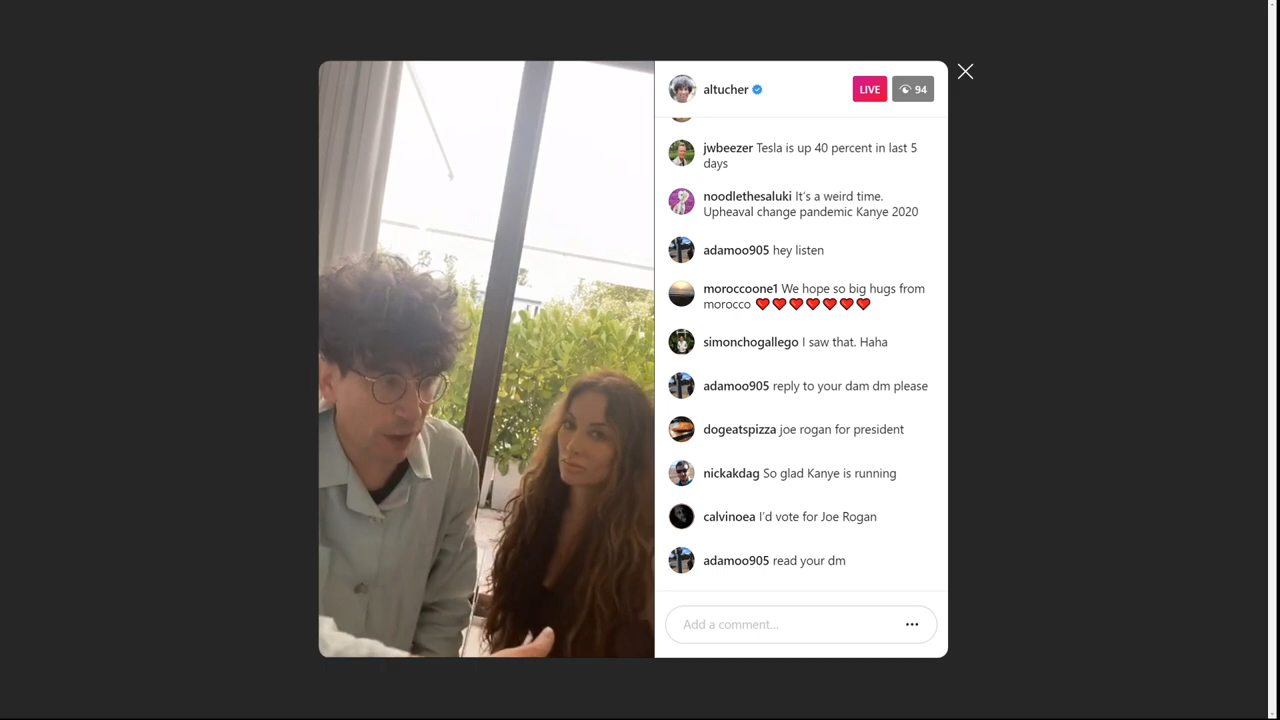 altucher
LIVE
94
jwbeezer Tesla is up 40 percent in last 5
days
noodlethesaluki It's a weird time.
Upheaval change pandemic Kanye 2020
adamoo905 hey listen
moroccoone1 We hope so big hugs from
morocco ❤️❤️❤️❤️❤️❤️❤️
simonchogallego I saw that. Haha
adamoo905 reply to your dam dm please
dogeatspizza joe rogan for president
nickakdag So glad Kanye is running
calvinoea I'd vote for Joe Rogan
adamoo905 read your dm
Add a comment...